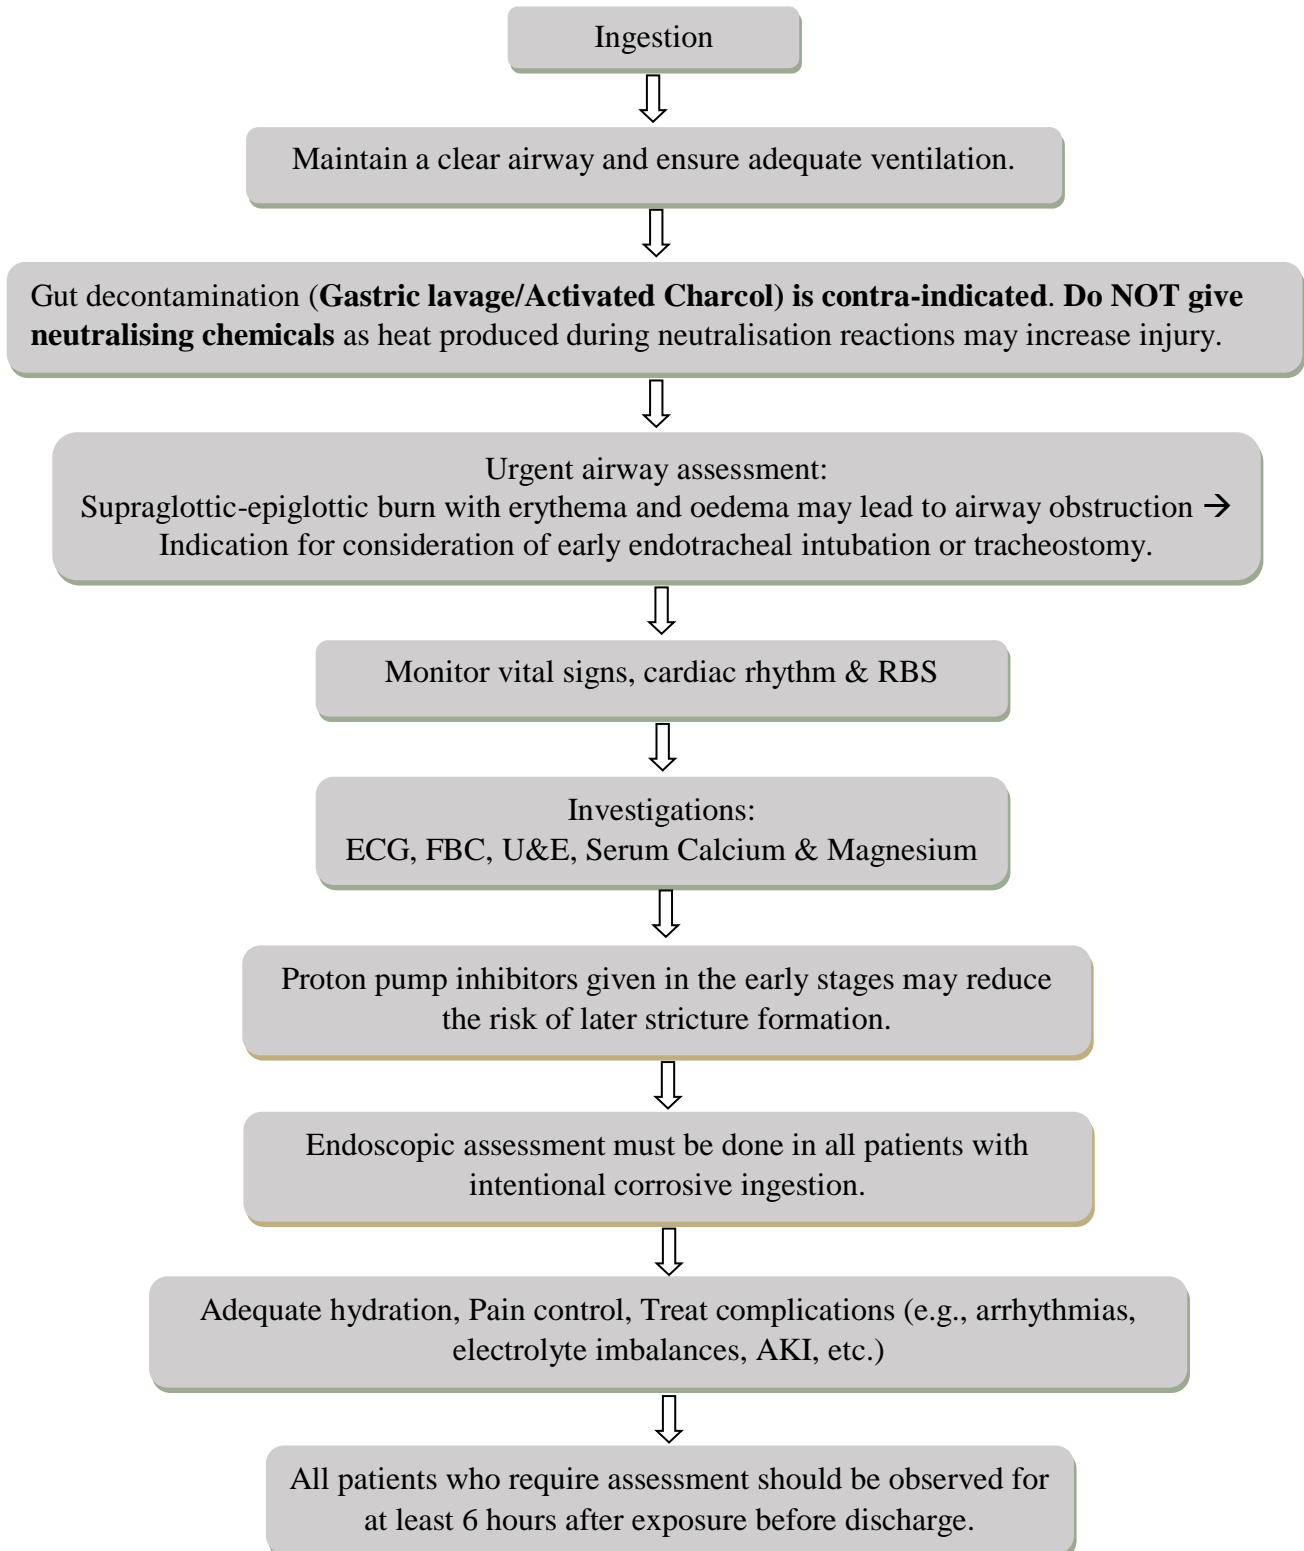 Ingestion
Maintain a clear airway and ensure adequate ventilation.
Gut decontamination (Gastric lavage/Activated Charcol) is contra-indicated. Do NOT give
neutralising chemicals as heat produced during neutralisation reactions may increase injury.
Urgent airway assessment:
Supraglottic-epiglottic burn with erythema and oedema may lead to airway obstruction →
Indication for consideration of early endotracheal intubation or tracheostomy.
Monitor vital signs, cardiac rhythm & RBS
Investigations:
ECG, FBC, U&E, Serum Calcium & Magnesium
Proton pump inhibitors given in the early stages may reduce
the risk of later stricture formation.
Endoscopic assessment must be done in all patients with
intentional corrosive ingestion.
Adequate hydration, Pain control, Treat complications (e.g., arrhythmias,
electrolyte imbalances, AKI, etc.)
All patients who require assessment should be observed for
at least 6 hours after exposure before discharge.